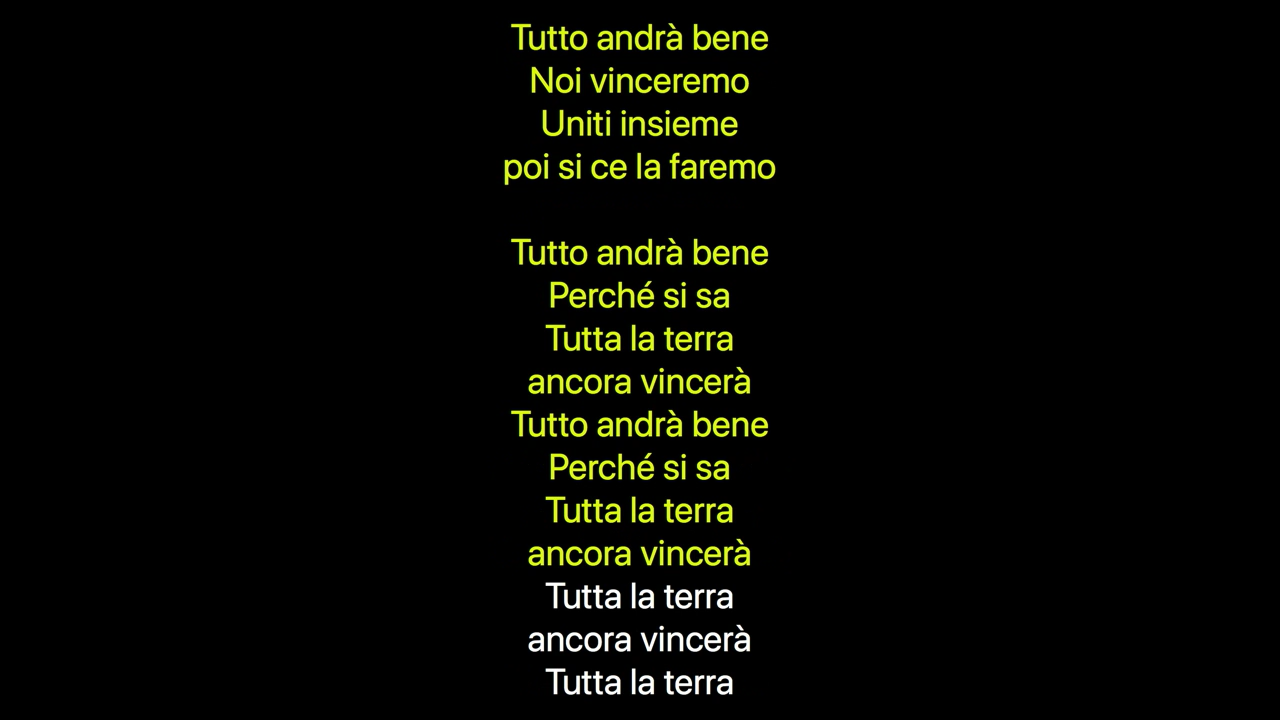 Tutto andrà bene
Noi vinceremo
Uniti insieme
poi si ce la faremo
Tutto andrà bene
Perché si sa
Tutta la terra
ancora vincerà
Tutto andrà bene
Perché si sa
Tutta la terra
ancora vincerà
Tutta la terra
ancora vincerà
Tutta la terra